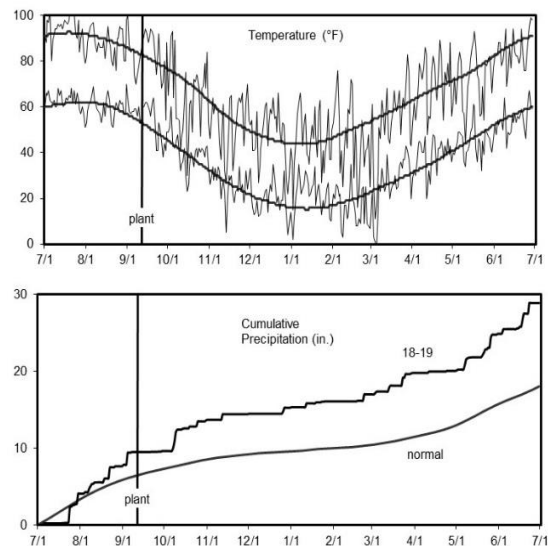 100
Temperature (°F)
80
60
40
20
plant
0
7/1 8/1 9/1 10/1 11/1 12/1 1/1 2/1 3/1 4/1 5/1 6/1 7/1
30
Cumulative
Precipitation (in.)
18-19
20
10
normal
plant
0
7/1 8/1 9/1 10/1 11/1 12/1 1/1 2/1 3/1 4/1 5/1 6/1 7/1